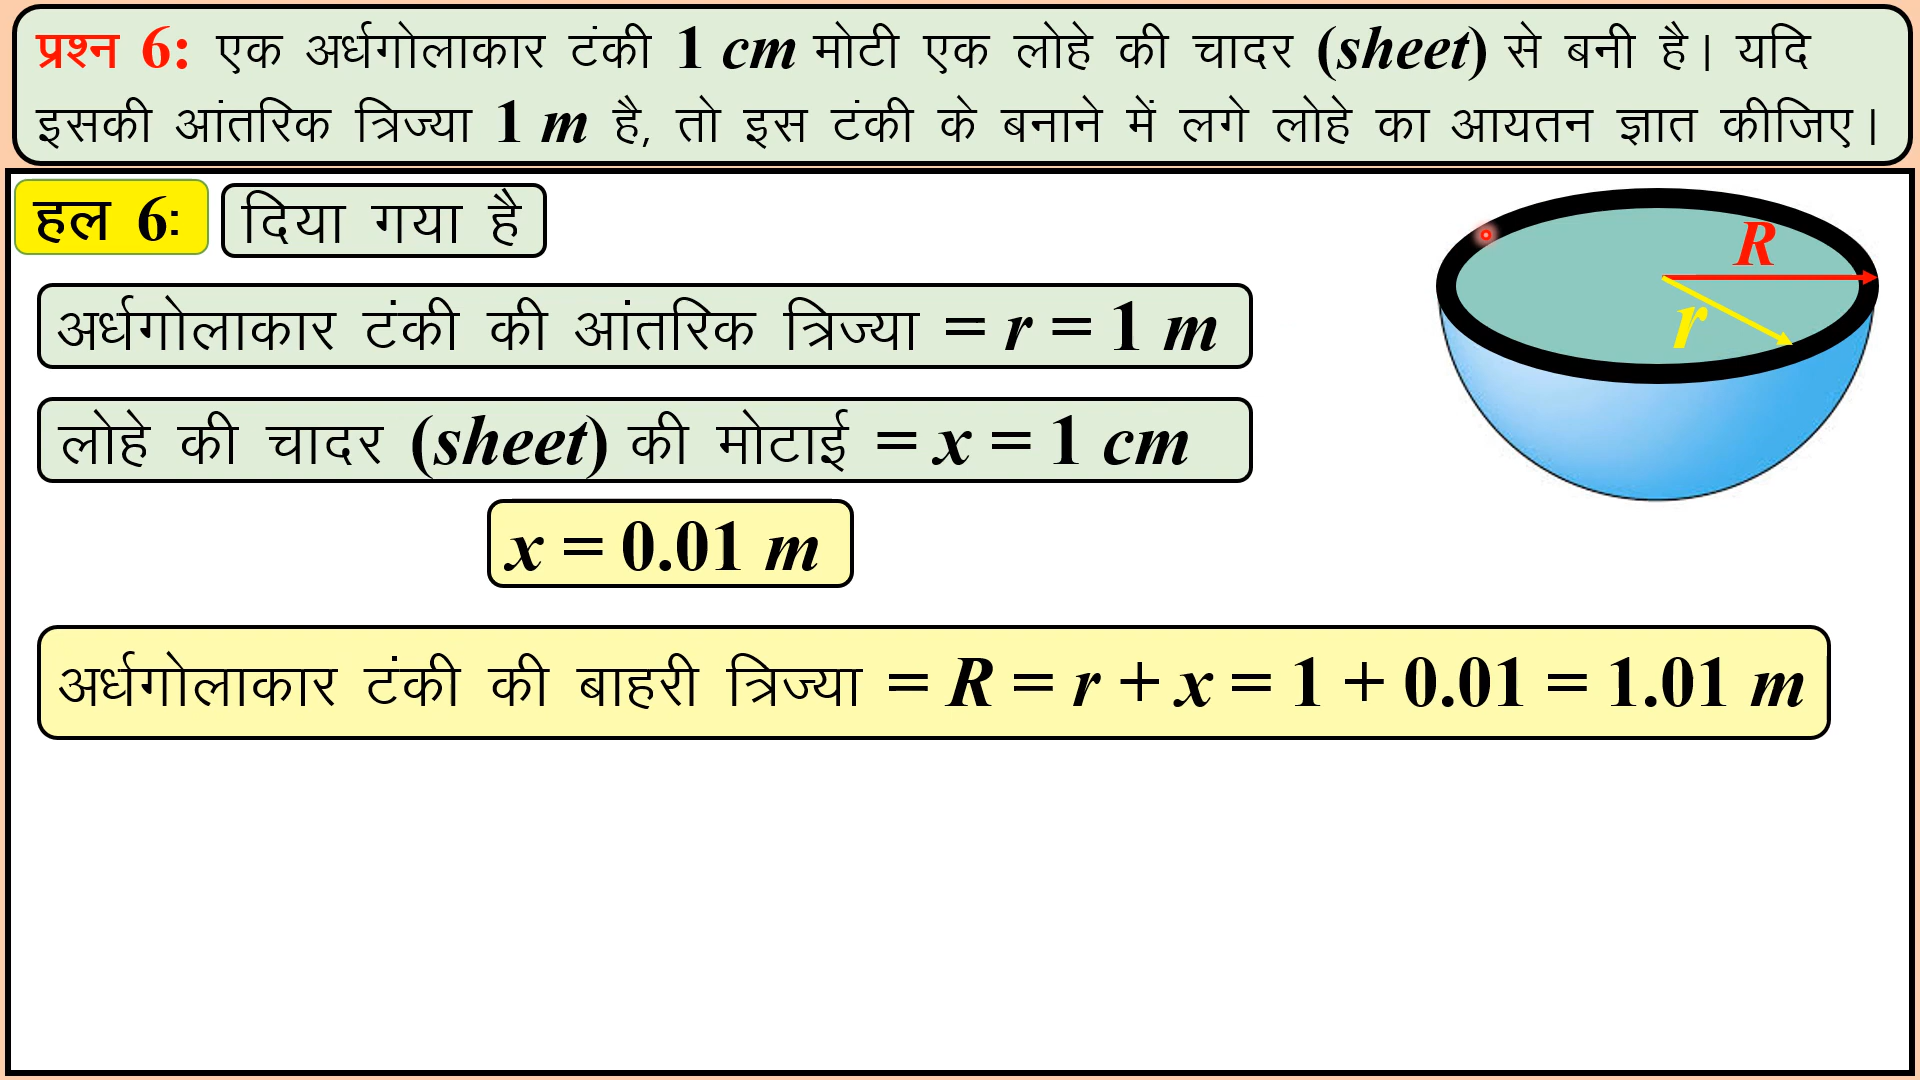 प्रश्न 6: एक अर्धगोलाकार टंकी 1 cm मोटी एक लोहे की चादर (sheet) से बनी है। यदि
इसकी आंतरिक त्रिज्या 1 m है, तो इस टंकी के बनाने में लगे लोहे का आयतन ज्ञात कीजिए।
हल 6: दिया गया है
R
r
अर्धगोलाकार टंकी की आंतरिक त्रिज्या = r = 1 m
लोहे की चादर (sheet) की मोटाई = x = 1 cm
x = 0.01 m
अर्धगोलाकार टंकी की बाहरी त्रिज्या = R = r + x = 1 + 0.01 = 1.01 m